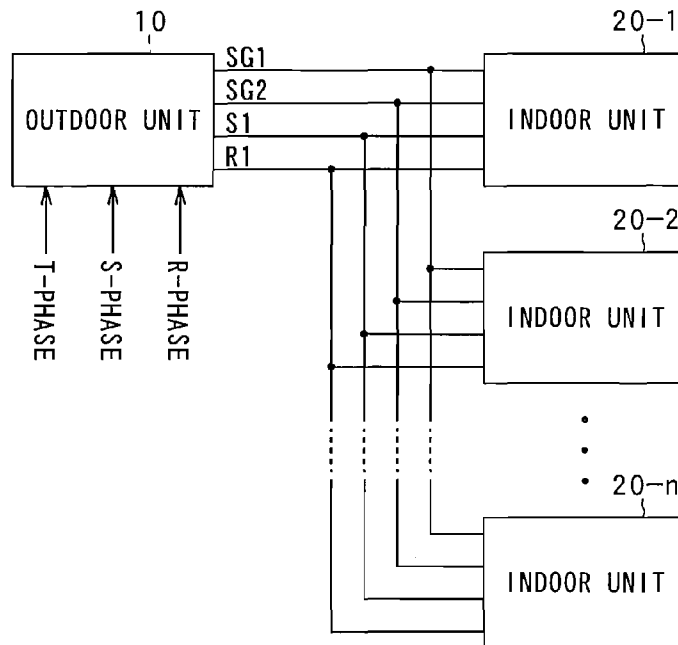 10
20-1
SG1
SG2
OUTDOOR UNIT
INDOOR UNIT
S1
R1
20-2
T-PHASE
S-PHASE
R-PHASE
INDOOR UNIT
20-n
INDOOR UNIT